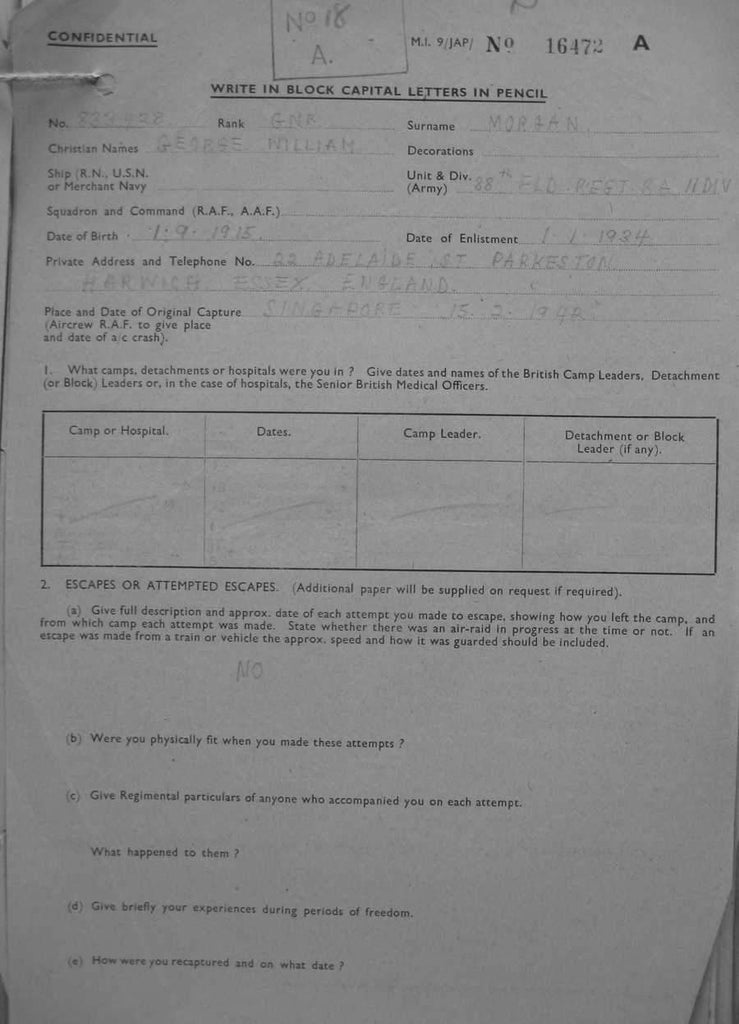 Nº 18
A.
CONFIDENTIAL
M.I. 9/JAP/ Nº 16472 A
WRITE IN BLOCK CAPITAL LETTERS IN PENCIL
No. Rank GNR Surname MORGAN
Christian Names GEORGE WILLIAM Decorations
Ship (R.N., U.S.N. or Merchant Navy
Unit & Div. (Army) 88th FLD REGT RA 11 DIV
Squadron and Command (R.A.F., A.A.F.)
Date of Birth 1.9.1915. Date of Enlistment 1/1/1934
Private Address and Telephone No. 22 ADELAIDE ST PARKESTON
HARWICH ESSEX ENGLAND.
Place and Date of Original Capture SINGAPORE 15.2.1942
(Aircrew R.A.F. to give place
and date of a/c crash).
1. What camps, detachments or hospitals were you in ? Give dates and names of the British Camp Leaders, Detachment
(or Block) Leaders or, in the case of hospitals, the Senior British Medical Officers.
Camp or Hospital. Dates. Camp Leader. Detachment or Block
Leader (if any).
2. ESCAPES OR ATTEMPTED ESCAPES. (Additional paper will be supplied on request if required).
(a) Give full description and approx. date of each attempt you made to escape, showing how you left the camp, and
from which camp each attempt was made. State whether there was an air-raid in progress at the time or not. If an
escape was made from a train or vehicle the approx. speed and how it was guarded should be included.
NO
(b) Were you physically fit when you made these attempts ?
(c) Give Regimental particulars of anyone who accompanied you on each attempt.
What happened to them ?
(d) Give briefly your experiences during periods of freedom.
(e) How were you recaptured and on what date ?